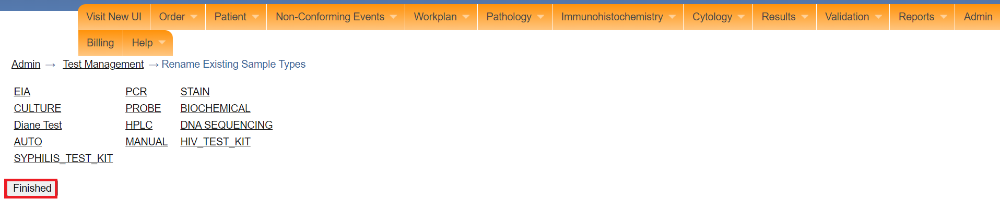 Visit New UI Order Patient Non-Conforming Events Workplan Pathology Immunohistochemistry Cytology Results Validation Reports Admin
Billing Help
Admin → Test Management → Rename Existing Sample Types
EIA PCR STAIN
CULTURE PROBE BIOCHEMICAL
Diane Test HPLC DNA SEQUENCING
AUTO MANUAL HIV_TEST_KIT
SYPHILIS_TEST_KIT
Finished